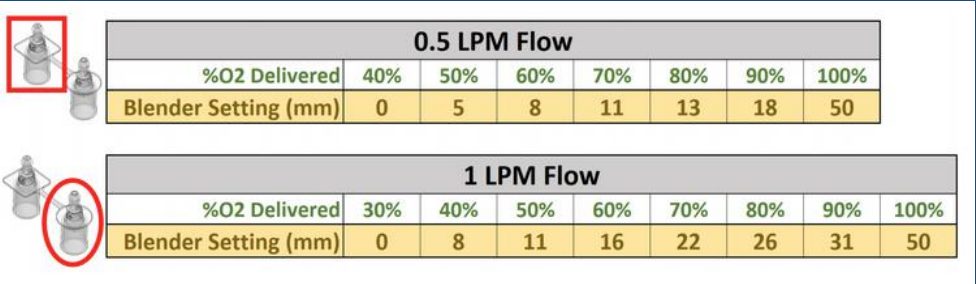 0.5 LPM Flow
%O2 Delivered 40% 50% 60% 70% 80% 90% 100%
Blender Setting (mm) 0 5 8 11 13 18 50
1 LPM Flow
%O2 Delivered 30% 40% 50% 60% 70% 80% 90% 100%
Blender Setting (mm) 0 8 11 16 22 26 31 50